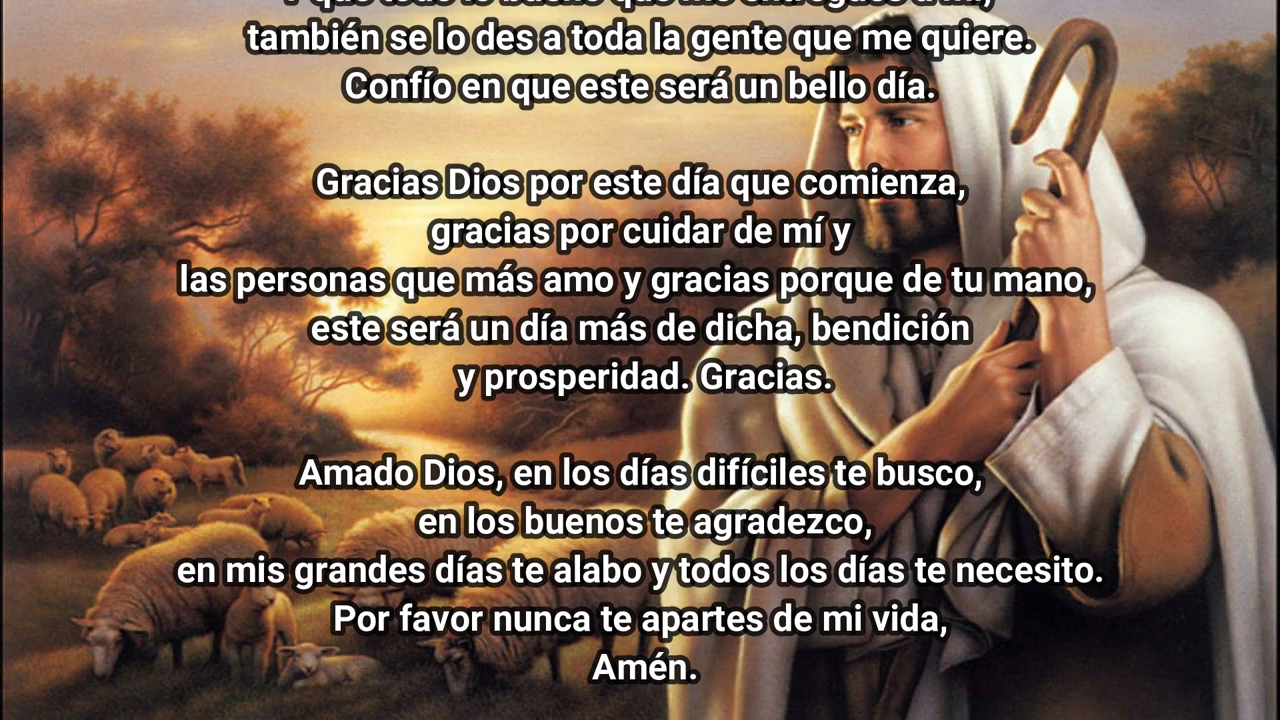 también se lo des a toda la gente que me quiere.
Confío en que este será un bello día.
Gracias Dios por este día que comienza,
gracias por cuidar de mí y
las personas que más amo y gracias porque de tu mano,
este será un día más de dicha, bendición
y prosperidad. Gracias.
Amado Dios, en los días difíciles te busco,
en los buenos te agradezco,
en mis grandes días te alabo y todos los días te necesito.
Por favor nunca te apartes de mi vida,
Amén.